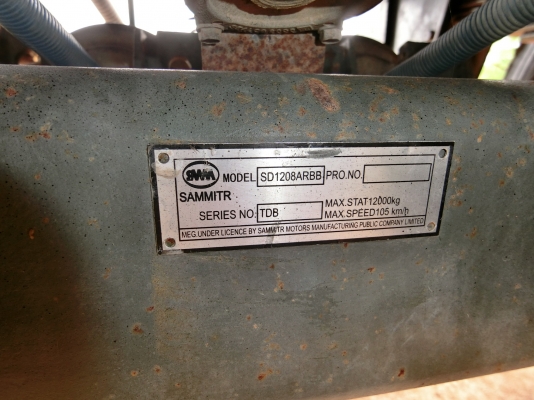 SMM
SAMMITR
MODEL SD1208ARBB PRO.NO.
SERIES NO. TDB
MAX.STAT12000kg
MAX.SPEED105 km/h
MEG.UNDER LICENCE BY SAMMITR MOTORS MANUFACTURING PUBLIC COMPANY LIMITED